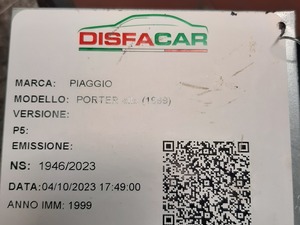 DISFACAR
MARCA: PIAGGIO
MODELLO: PORTER (1998)
VERSIONE:
P5:
EMISSIONE:
NS: 1946/2023
DATA:04/10/2023 17:49:00
ANNO IMM: 1999